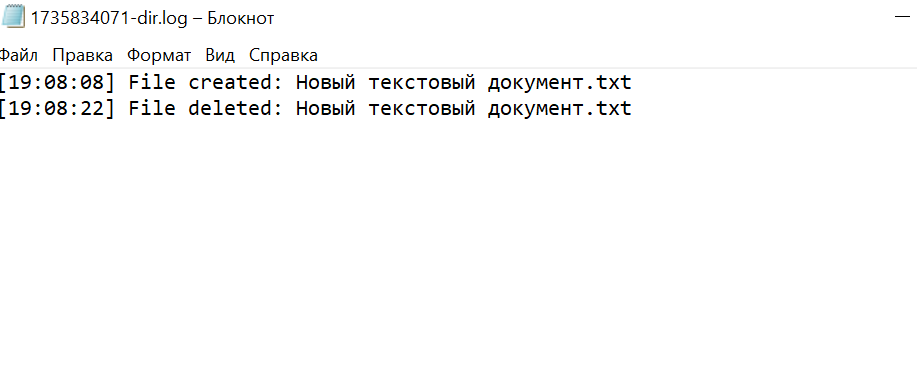 1735834071-dir.log – Блокнот
Файл Правка Формат Вид Справка
[19:08:08] File created: Новый текстовый документ.txt
[19:08:22] File deleted: Новый текстовый документ.txt